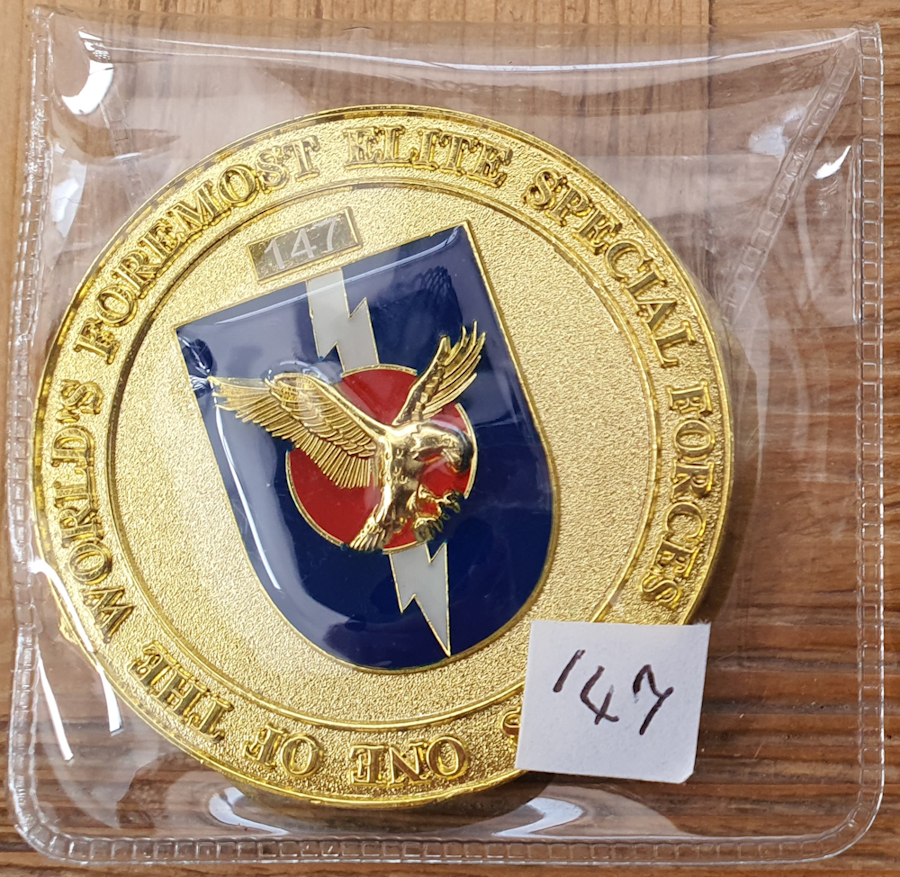 S ONE OF THE WORLD'S FOREMOST ELITE SPECIAL FORCES
147
147